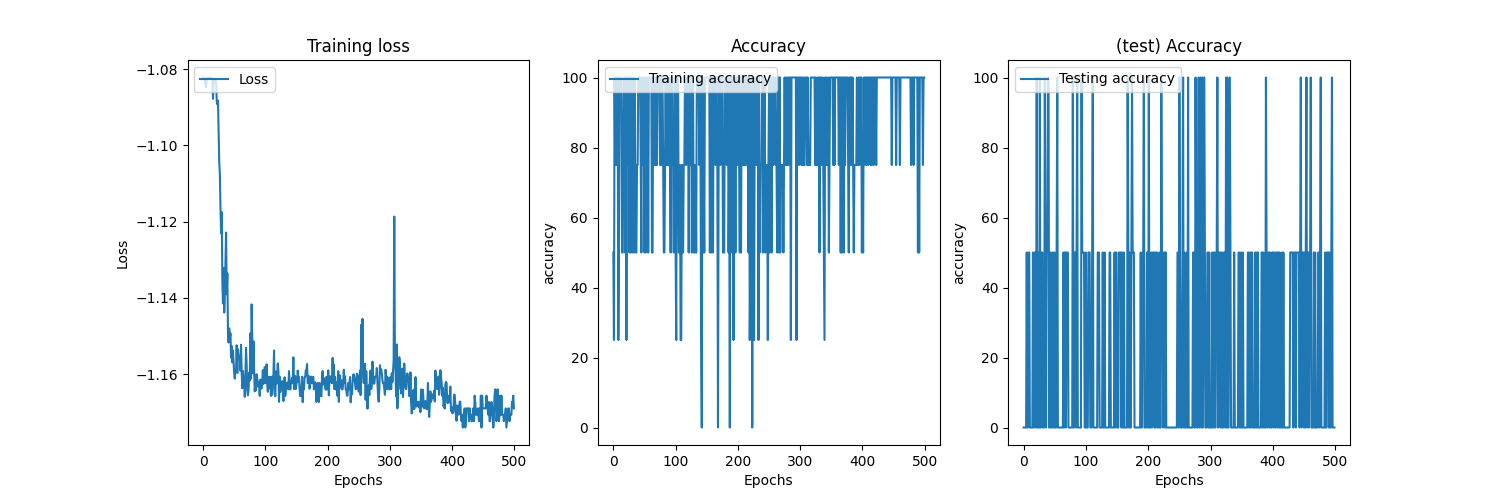 Training loss
Loss
−1.08
−1.10
−1.12
−1.14
−1.16
Loss
0 100 200 300 400 500
Epochs
Accuracy
Training accuracy
100
80
60
40
20
0
accuracy
0 100 200 300 400 500
Epochs
(test) Accuracy
Testing accuracy
100
80
60
40
20
0
accuracy
0 100 200 300 400 500
Epochs